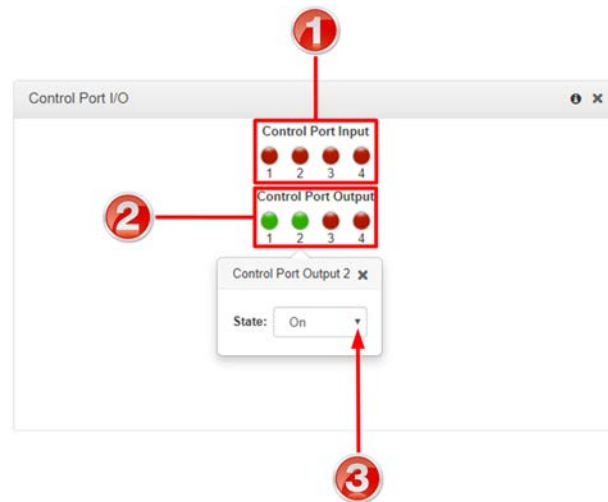 1
Control Port I/O
Control Port Input
1 2 3 4
2
Control Port Output
1 2 3 4
Control Port Output 2
State: On
3